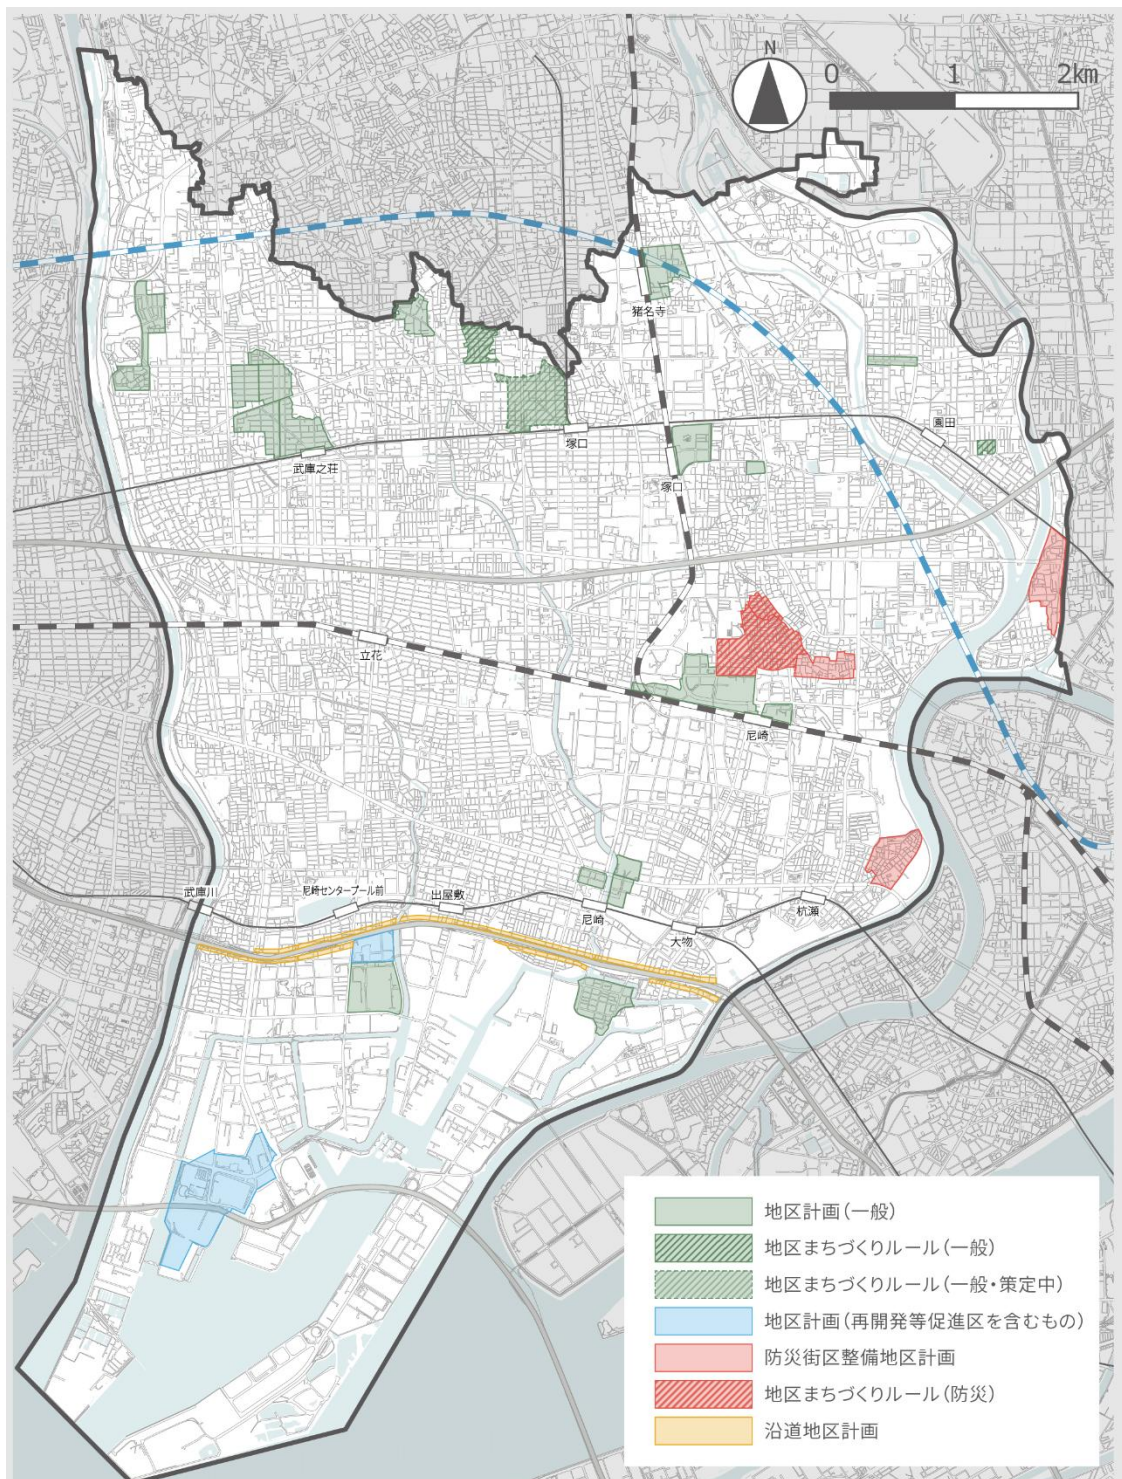 N
0 1 2km
猪名寺
園田
塚口
武庫之荘
塚口
立花
尼崎
武庫川
尼崎センタープール前
出屋敷
尼崎
大物
杭瀬
地区計画(一般)
地区まちづくりルール(一般)
地区まちづくりルール(一般・策定中)
地区計画(再開発等促進区を含むもの)
防災街区整備地区計画
地区まちづくりルール(防災)
沿道地区計画